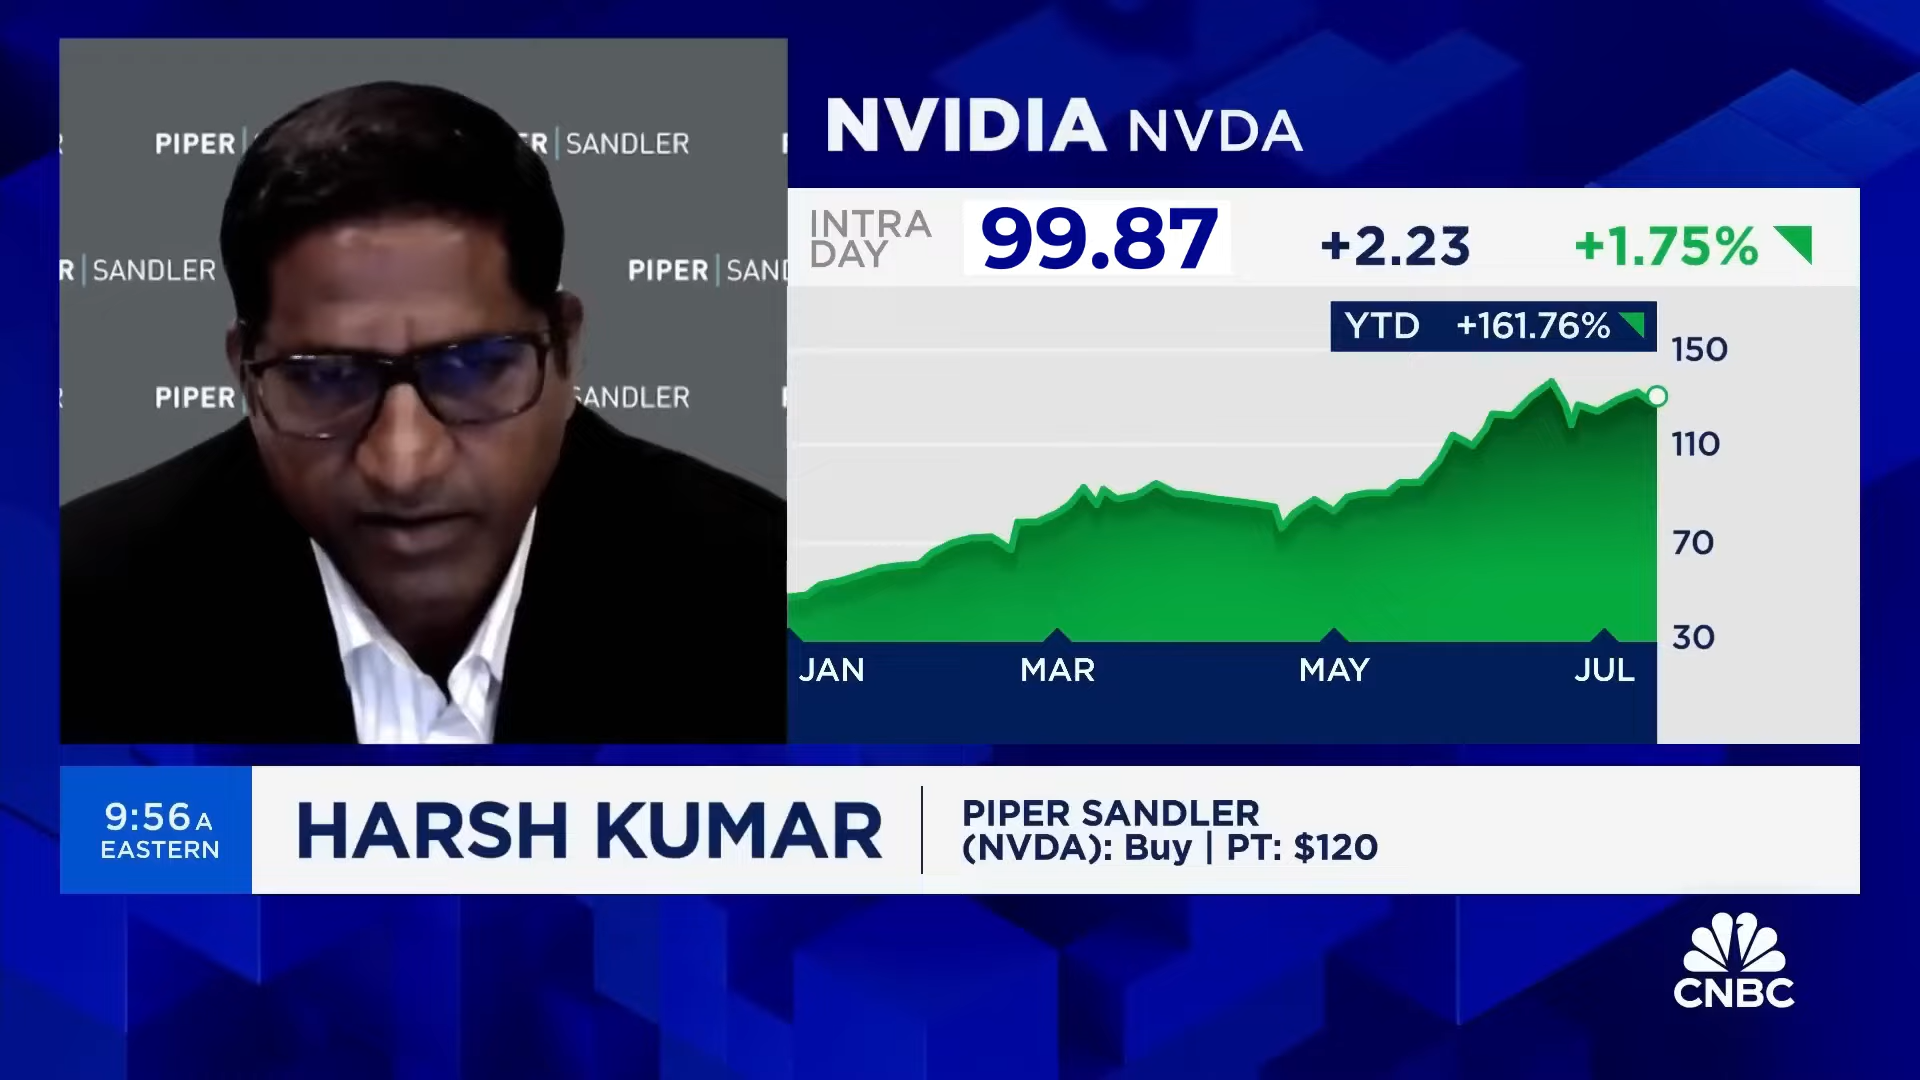 PIPER
R | SANDLER
R | SANDLER
PIPER | SAND
PIPER
SANDLER
NVIDIA NVDA
INTRA
DAY
99.87
+2.23
+1.75%
YTD +161.76%
150
110
70
30
JAN
MAR
MAY
JUL
9:56 A
EASTERN
HARSH KUMAR
PIPER SANDLER
(NVDA): Buy | PT: $120
CNBC